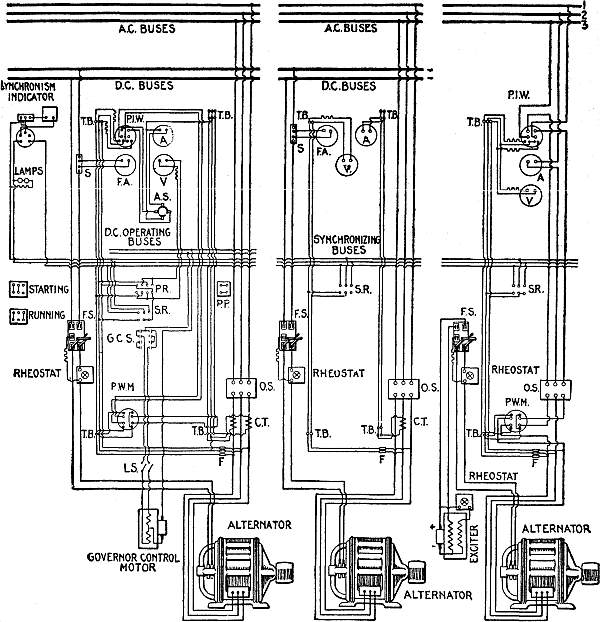 1
A.C. BUSES
A.C. BUSES
2
3
SYNCHRONISM
INDICATOR
D.C. BUSES
D.C. BUSES
P.I.W.
T.B.
P.I.W.
T.B.
T.B.
T.B.
T.B.
A
S
F.A.
A
LAMPS
S
F.A.
V
V
A
A.S.
V
D.C. OPERATING
BUSES
SYNCHRONIZING
BUSES
STARTING
P.R.
P.P.
S.R.
S.R.
RUNNING
F.S.
S.R.
F.S.
F.S.
G.C.S.
RHEOSTAT
P.W.M.
O.S.
RHEOSTAT
O.S.
RHEOSTAT
O.S.
P.W.M.
T.B.
T.B.
C.T.
T.B.
T.B.
C.T.
T.B.
L.S.
F
F
F
RHEOSTAT
GOVERNOR CONTROL
MOTOR
ALTERNATOR
ALTERNATOR
+
-
EXCITER
ALTERNATOR